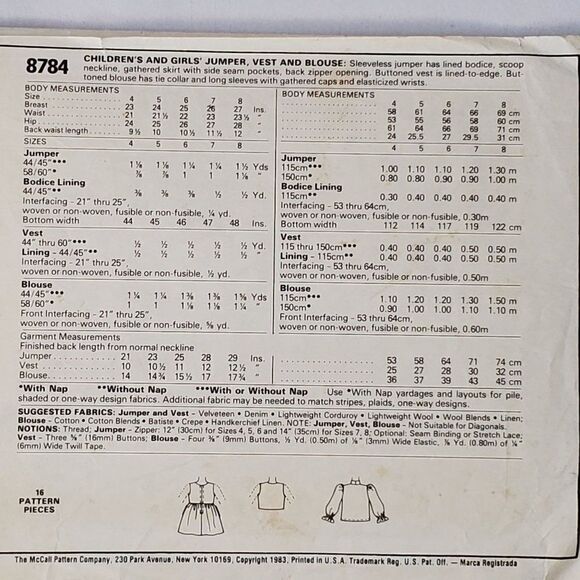 8784 CHILDREN'S AND GIRLS' JUMPER, VEST AND BLOUSE: Sleeveless jumper has lined bodice, scoop
neckline, gathered skirt with side seam pockets, back zipper opening. Buttoned vest is lined-to-edge. But-
toned blouse has tie collar and long sleeves with gathered caps and elasticized wrists.
BODY MEASUREMENTS
Size 4 5 6 7 8
Breast 23 24 25 26 27 Ins.
Waist 21 21½ 22 23 23½ "
Hip 24 25 26 27 28 "
Back waist length 9½ 10 10½ 11½ 12 "
SIZES 4 5 6 7 8
Jumper
44/45"*** 1⅛ 1⅛ 1¼ 1¼ 1½ Yds
58/60"* ⅞ ⅞ 1 1 1⅛ "
Bodice Lining
44/45"** ⅜ ⅜ ⅜ ½ ½ Yd.
Interfacing - 21" thru 25",
woven or non-woven, fusible or non-fusible, ¼ yd.
Bottom width 44 45 46 47 48 Ins.
Vest
44" thru 60"*** ½ ½ ½ ½ ½ Yd.
Lining - 44/45"** ½ ½ ½ ½ ½ "
Interfacing - 21" thru 25",
woven or non-woven, fusible or non-fusible, ½ yd.
Blouse
44/45"*** 1¼ 1¼ 1⅜ 1⅜ 1⅝ Yds
58/60"* 1 1 1⅛ 1⅛ 1¼ "
Front Interfacing - 21" thru 25",
woven or non-woven, fusible or non-fusible, ⅝ yd.
BODY MEASUREMENTS
4 5 6 7 8
58 61 64 66 69 cm
53 55 56 58 60 "
61 64 66 69 71 cm
24 25.5 27 29.5 31 cm
4 5 6 7 8
Jumper
115cm*** 1.00 1.10 1.10 1.20 1.30 m
150cm* 0.80 0.80 0.90 0.90 1.00 m
Bodice Lining
115cm** 0.30 0.40 0.40 0.40 0.40 m
Interfacing - 53 thru 64cm,
woven or non-woven, fusible or non-fusible, 0.30m
Bottom width 112 114 117 119 122 cm
Vest
115 thru 150cm*** 0.40 0.40 0.40 0.50 0.50 m
Lining - 115cm** 0.40 0.40 0.40 0.50 0.50 m
Interfacing - 53 thru 64cm,
woven or non-woven, fusible or non-fusible, 0.50m
Blouse
115cm*** 1.10 1.20 1.20 1.30 1.50 m
150cm* 0.90 1.00 1.00 1.10 1.10 m
Front Interfacing - 53 thru 64cm,
woven or non-woven, fusible or non-fusible, 0.60m
Garment Measurements
Finished back length from normal neckline
Jumper 21 23 25 28 29 Ins. 53 58 64 71 74 cm
Vest 10 10½ 11 12 12½ " 25 27 28 30 32 cm
Blouse 14 14¾ 15½ 17 17¾ " 36 37 39 43 45 cm
*With Nap **Without Nap ***With or Without Nap Use *With Nap yardages and layouts for pile,
shaded or one-way design fabrics. Additional fabric may be needed to match stripes, plaids, one-way designs.
SUGGESTED FABRICS: Jumper and Vest - Velveteen • Denim • Lightweight Corduroy • Lightweight Wool • Wool Blends • Linen;
Blouse - Cotton • Cotton Blends • Batiste • Crepe • Handkerchief Linen. NOTE: Jumper, Vest, Blouse - Not Suitable for Diagonals.
NOTIONS: Thread; Jumper - Zipper: 12" (30cm) for Sizes 4, 5, 6 and 14" (35cm) for Sizes 7, 8; Optional: Seam Binding or Stretch Lace;
Vest - Three ⅝" (16mm) Buttons; Blouse - Four ⅜" (9mm) Buttons, ½ Yd. (0.50m) of ⅛" (3mm) Wide Elastic, ⅞ Yd. (0.80m) of ¼"
(6mm) Wide Twill Tape.
16
PATTERN
PIECES
The McCall Pattern Company, 230 Park Avenue, New York 10169, Copyright 1983, Printed in U.S.A. Trademark Reg. U.S. Pat. Off. — Marca Registrada